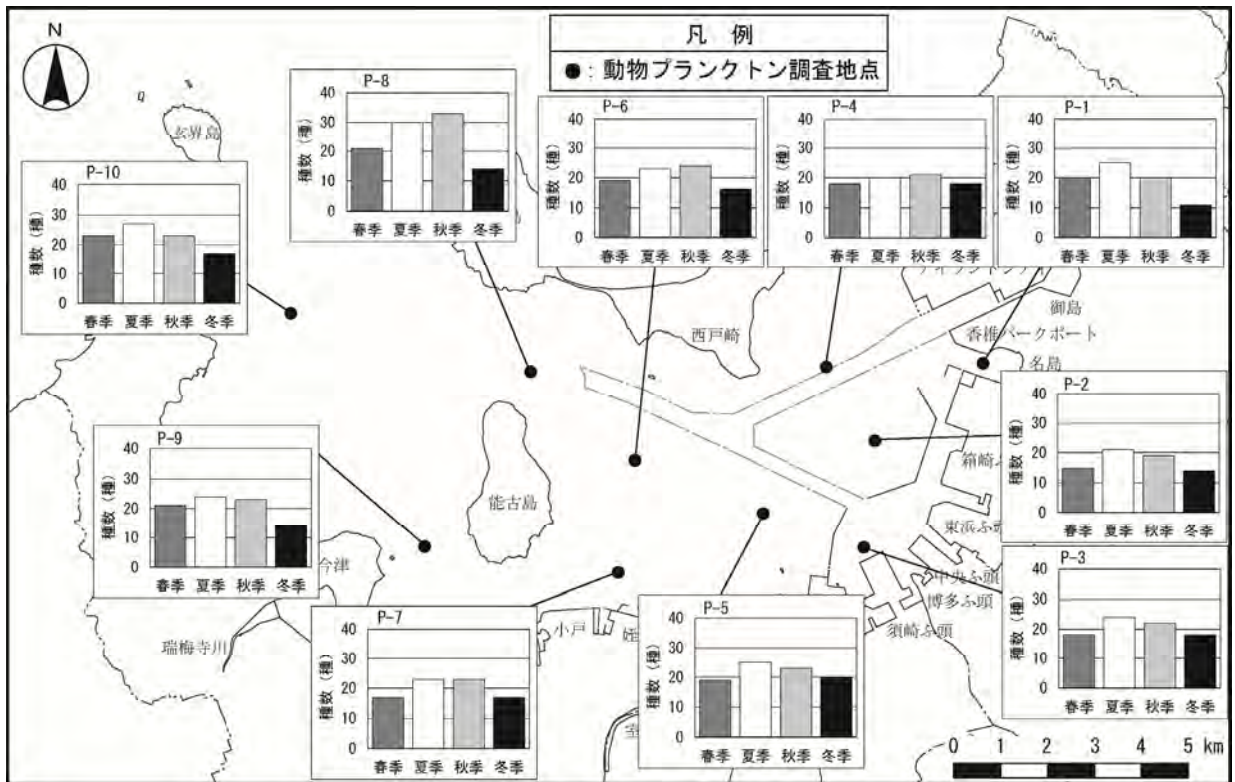 N
凡 例
●：動物プランクトン調査地点
玄界島
P-8
種数（種）
40
30
20
10
0
春季 夏季 秋季 冬季
P-6
種数（種）
40
30
20
10
0
春季 夏季 秋季 冬季
P-4
種数（種）
40
30
20
10
0
春季 夏季 秋季 冬季
P-1
種数（種）
40
30
20
10
0
春季 夏季 秋季 冬季
P-10
種数（種）
40
30
20
10
0
春季 夏季 秋季 冬季
御島
香椎パークポート
西戸崎
名島
P-2
種数（種）
40
30
20
10
0
春季 夏季 秋季 冬季
P-9
種数（種）
40
30
20
10
0
春季 夏季 秋季 冬季
能古島
箱崎ふ
東浜ふ頭
今津
中央ふ頭
博多ふ頭
須崎ふ頭
P-3
種数（種）
40
30
20
10
0
春季 夏季 秋季 冬季
瑞梅寺川
小戸
P-7
種数（種）
40
30
20
10
0
春季 夏季 秋季 冬季
P-5
種数（種）
40
30
20
10
0
春季 夏季 秋季 冬季
室
0 1 2 3 4 5 km